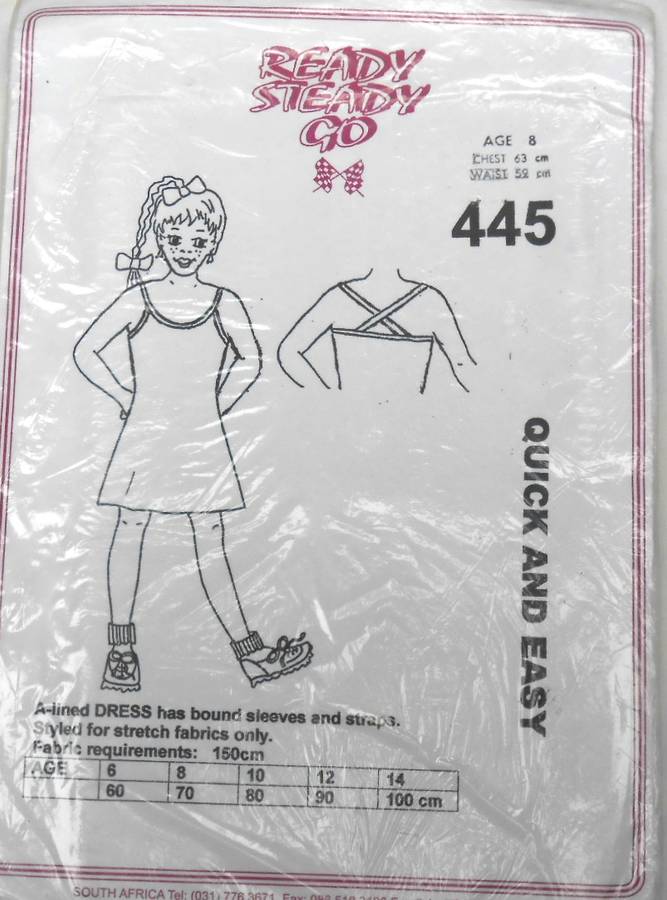 READY
STEADY
GO
AGE 8
CHEST 63 cm
WAIST 59 cm
445
QUICK AND EASY
A-lined DRESS has bound sleeves and straps.
Styled for stretch fabrics only.
Fabric requirements: 150cm
AGE 6 8 10 12 14
60 70 80 90 100 cm
SOUTH AFRICA Tel: (031) 776 3671, Fax: